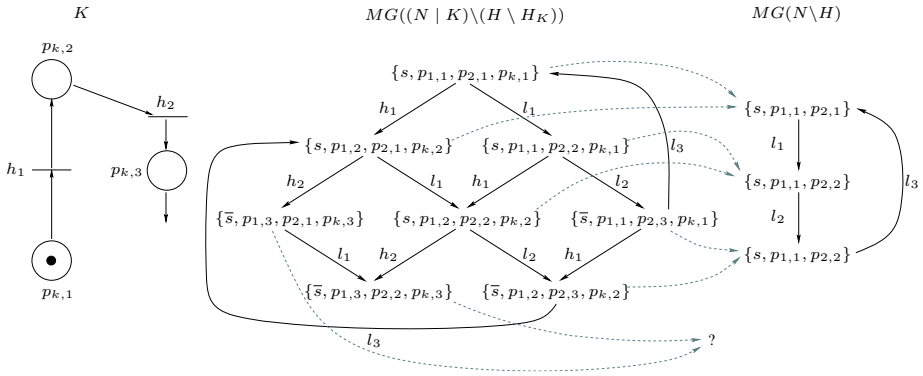 K
MG((N | K)\(H \ H_K))
MG(N\H)
p_{k,2}
{s, p_{1,1}, p_{2,1}, p_{k,1}}
h_2
h_1
l_1
{s, p_{1,1}, p_{2,1}}
l_1
{s, p_{1,2}, p_{2,1}, p_{k,2}}
{s, p_{1,1}, p_{2,2}, p_{k,1}}
l_3
h_1
p_{k,3}
h_2
l_1
h_1
l_2
{s, p_{1,1}, p_{2,2}}
l_3
{s̅, p_{1,3}, p_{2,1}, p_{k,3}}
{s, p_{1,2}, p_{2,2}, p_{k,2}}
{s̅, p_{1,1}, p_{2,3}, p_{k,1}}
l_2
l_1
h_2
l_2
h_1
{s, p_{1,1}, p_{2,2}}
p_{k,1}
{s̅, p_{1,3}, p_{2,2}, p_{k,3}}
{s̅, p_{1,2}, p_{2,3}, p_{k,2}}
l_3
?